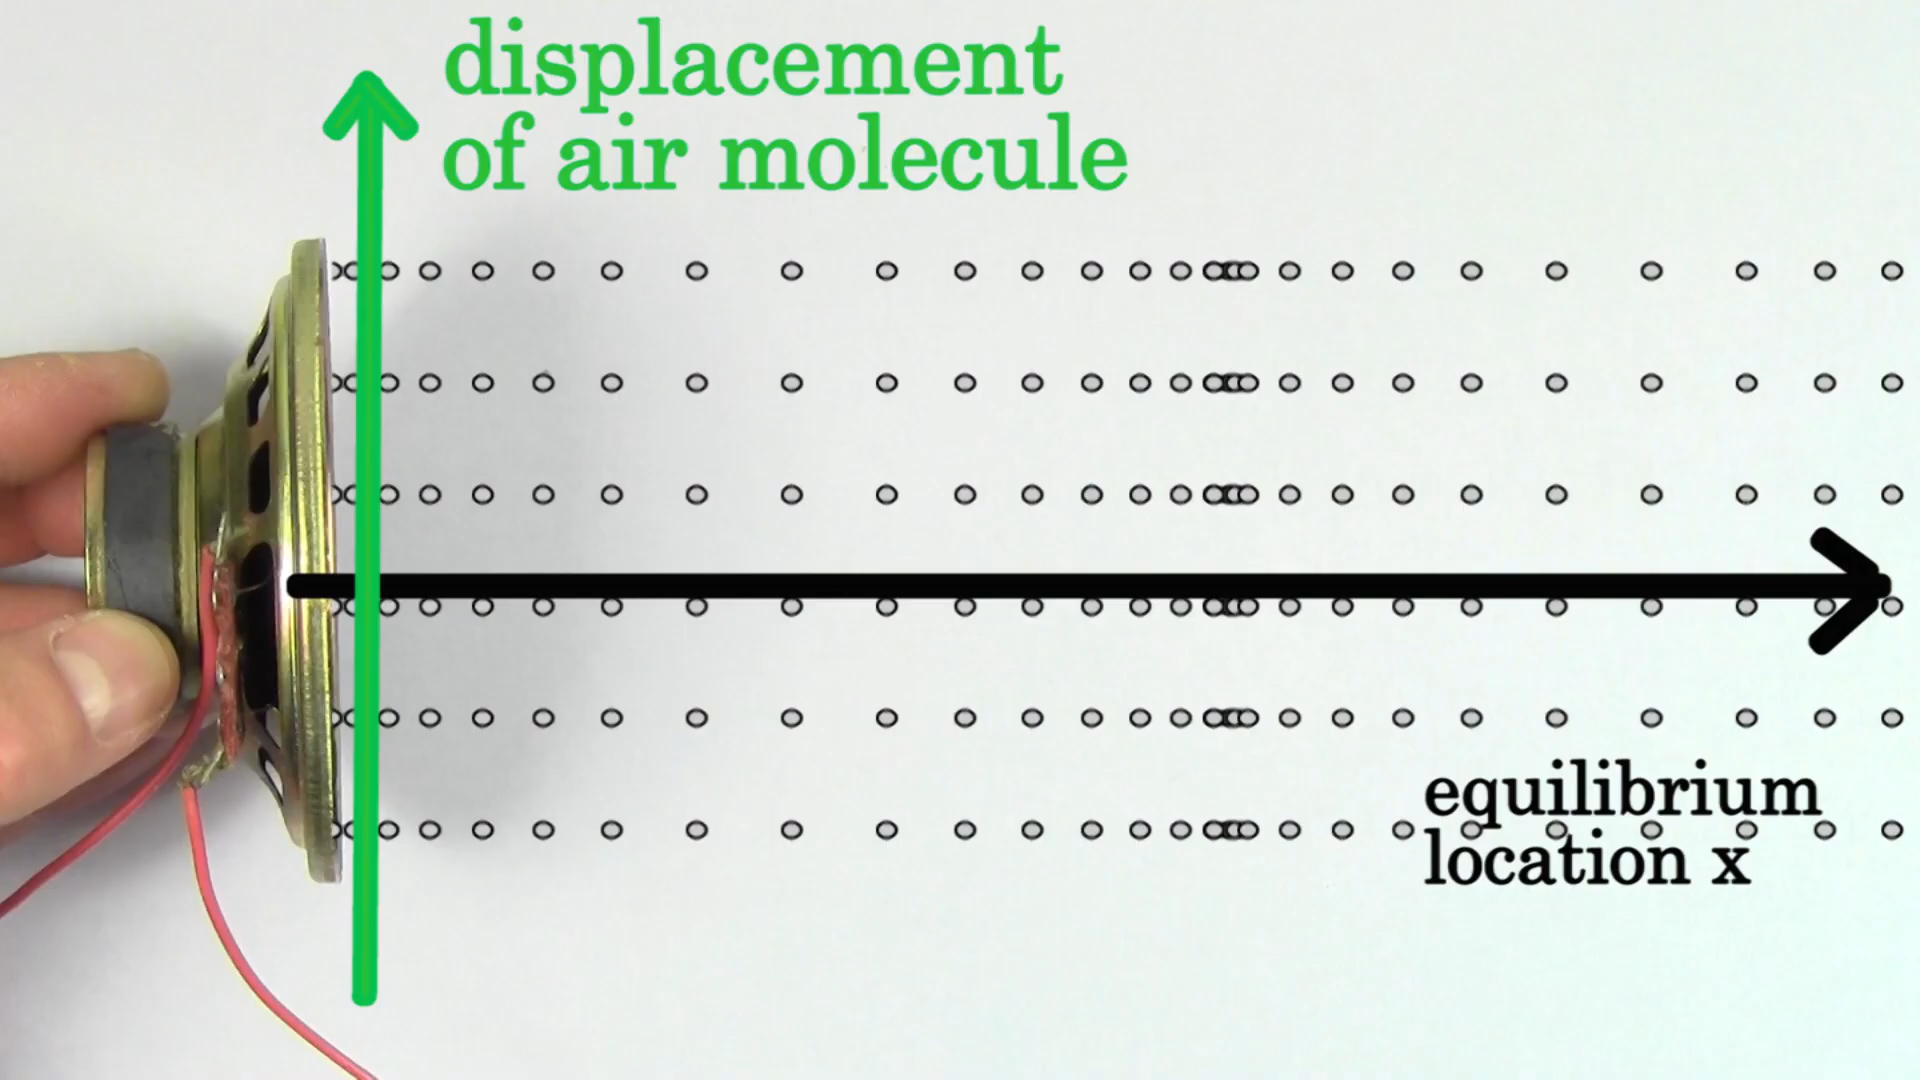 displacement
of air molecule
equilibrium
location x